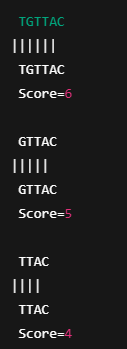 TGTTAC
||||||
TGTTAC
Score=6

GTTAC
|||||
GTTAC
Score=5

TTAC
||||
TTAC
Score=4